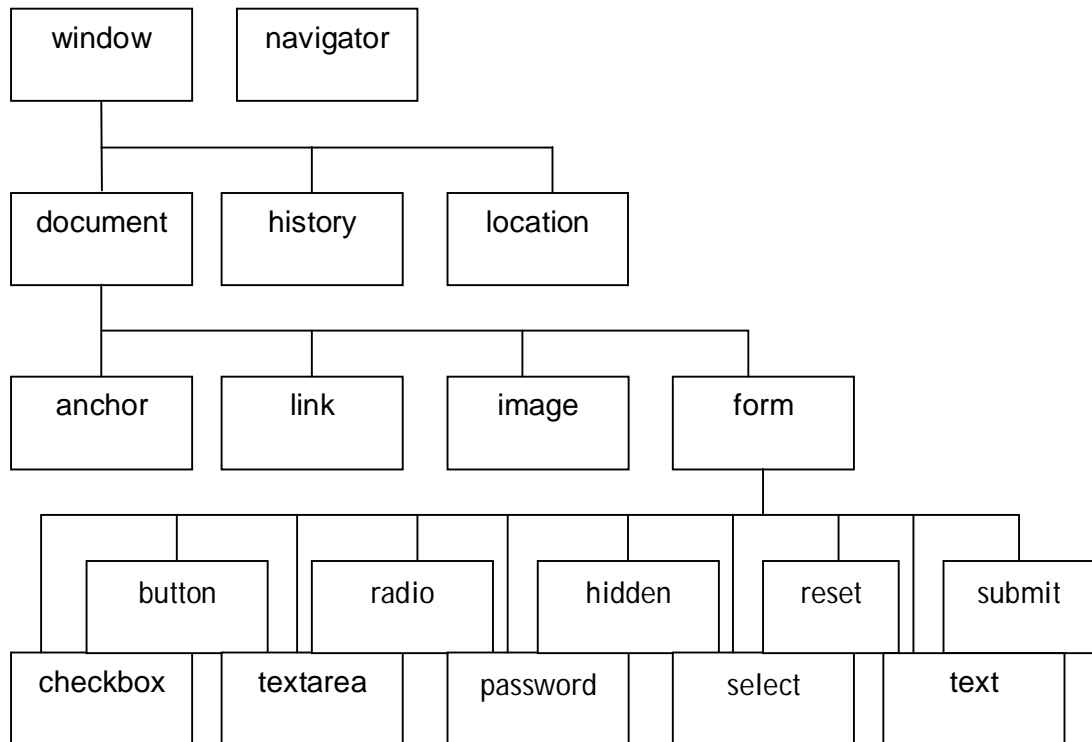 window navigator
document history location
anchor link image form
button radio hidden reset submit
checkbox textarea password select text